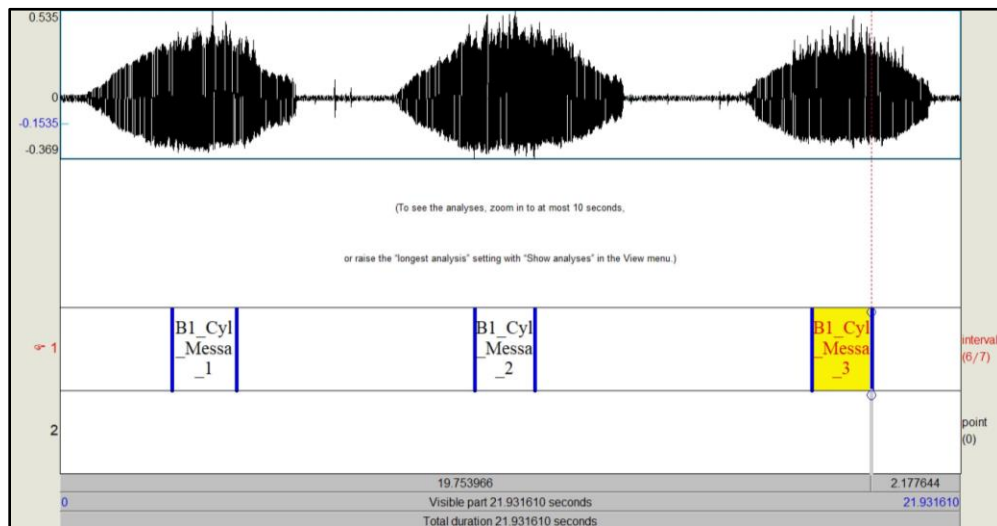 0.535
0
-0.1535
-0.369
(To see the analyses, zoom in to at most 10 seconds,
or raise the "longest analysis" setting with "Show analyses" in the View menu.)
1
B1_Cyl
_Messa
_1
B1_Cyl
_Messa
_2
B1_Cyl
_Messa
_3
interval
(6/7)
2
point
(0)
19.753966 2.177644
0 Visible part 21.931610 seconds 21.931610
Total duration 21.931610 seconds